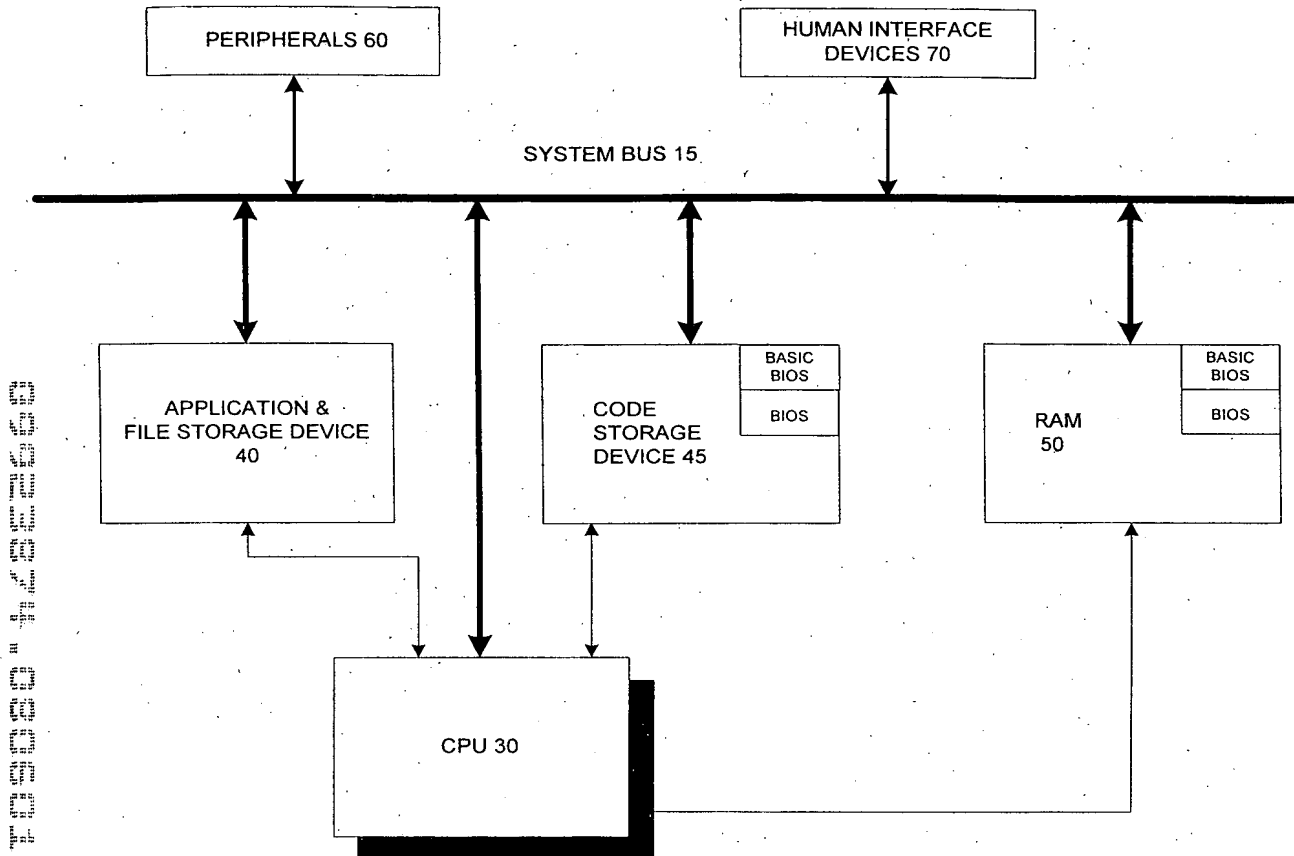 PERIPHERALS 60
HUMAN INTERFACE
DEVICES 70
SYSTEM BUS 15
APPLICATION &
FILE STORAGE DEVICE
40
CODE
STORAGE
DEVICE 45
BASIC
BIOS
BIOS
RAM
50
BASIC
BIOS
BIOS
CPU 30